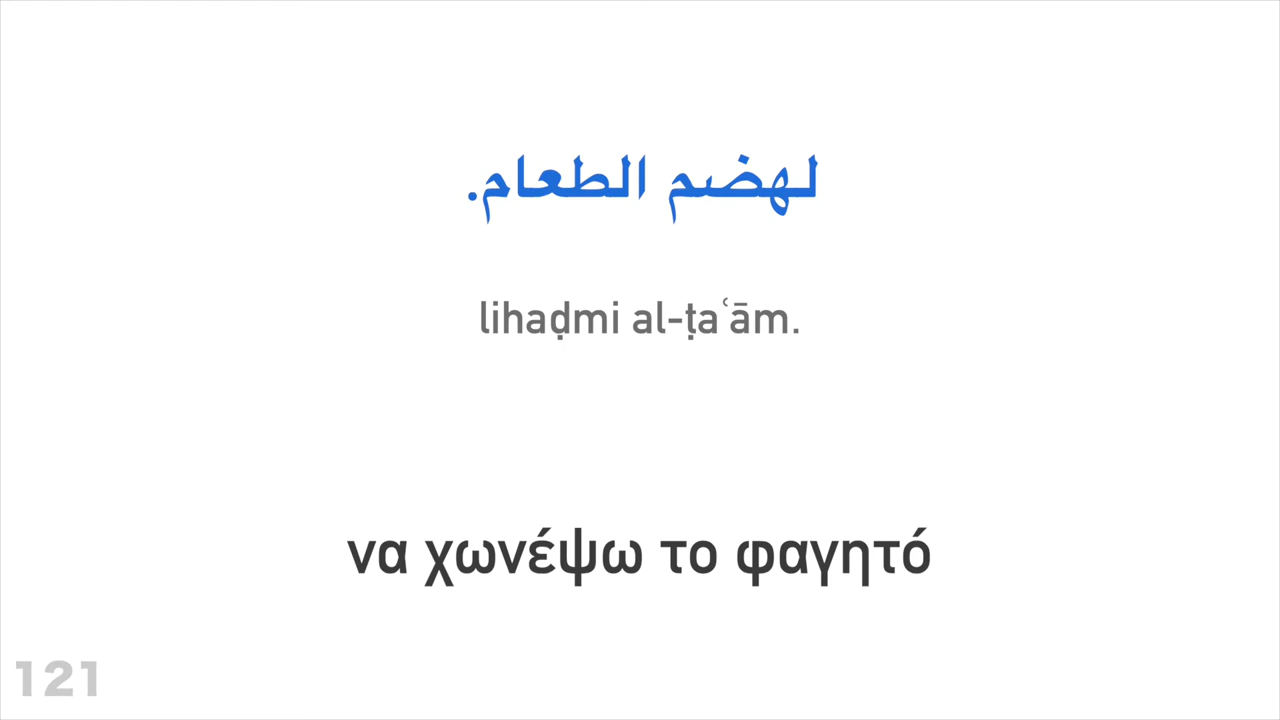 لهضم الطعام.
lihaḍmi al-ṭaʿām.
να χωνέψω το φαγητό
121